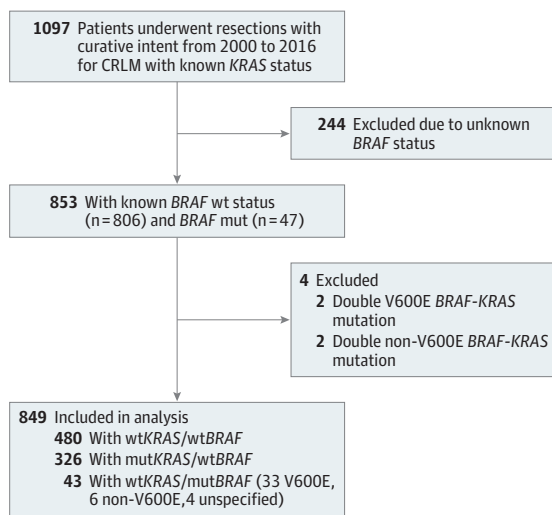 1097 Patients underwent resections with
curative intent from 2000 to 2016
for CRLM with known KRAS status
244 Excluded due to unknown
BRAF status
853 With known BRAF wt status
(n=806) and BRAF mut (n=47)
4 Excluded
2 Double V600E BRAF-KRAS
mutation
2 Double non-V600E BRAF-KRAS
mutation
849 Included in analysis
480 With wtKRAS/wtBRAF
326 With mutKRAS/wtBRAF
43 With wtKRAS/mutBRAF (33 V600E,
6 non-V600E,4 unspecified)